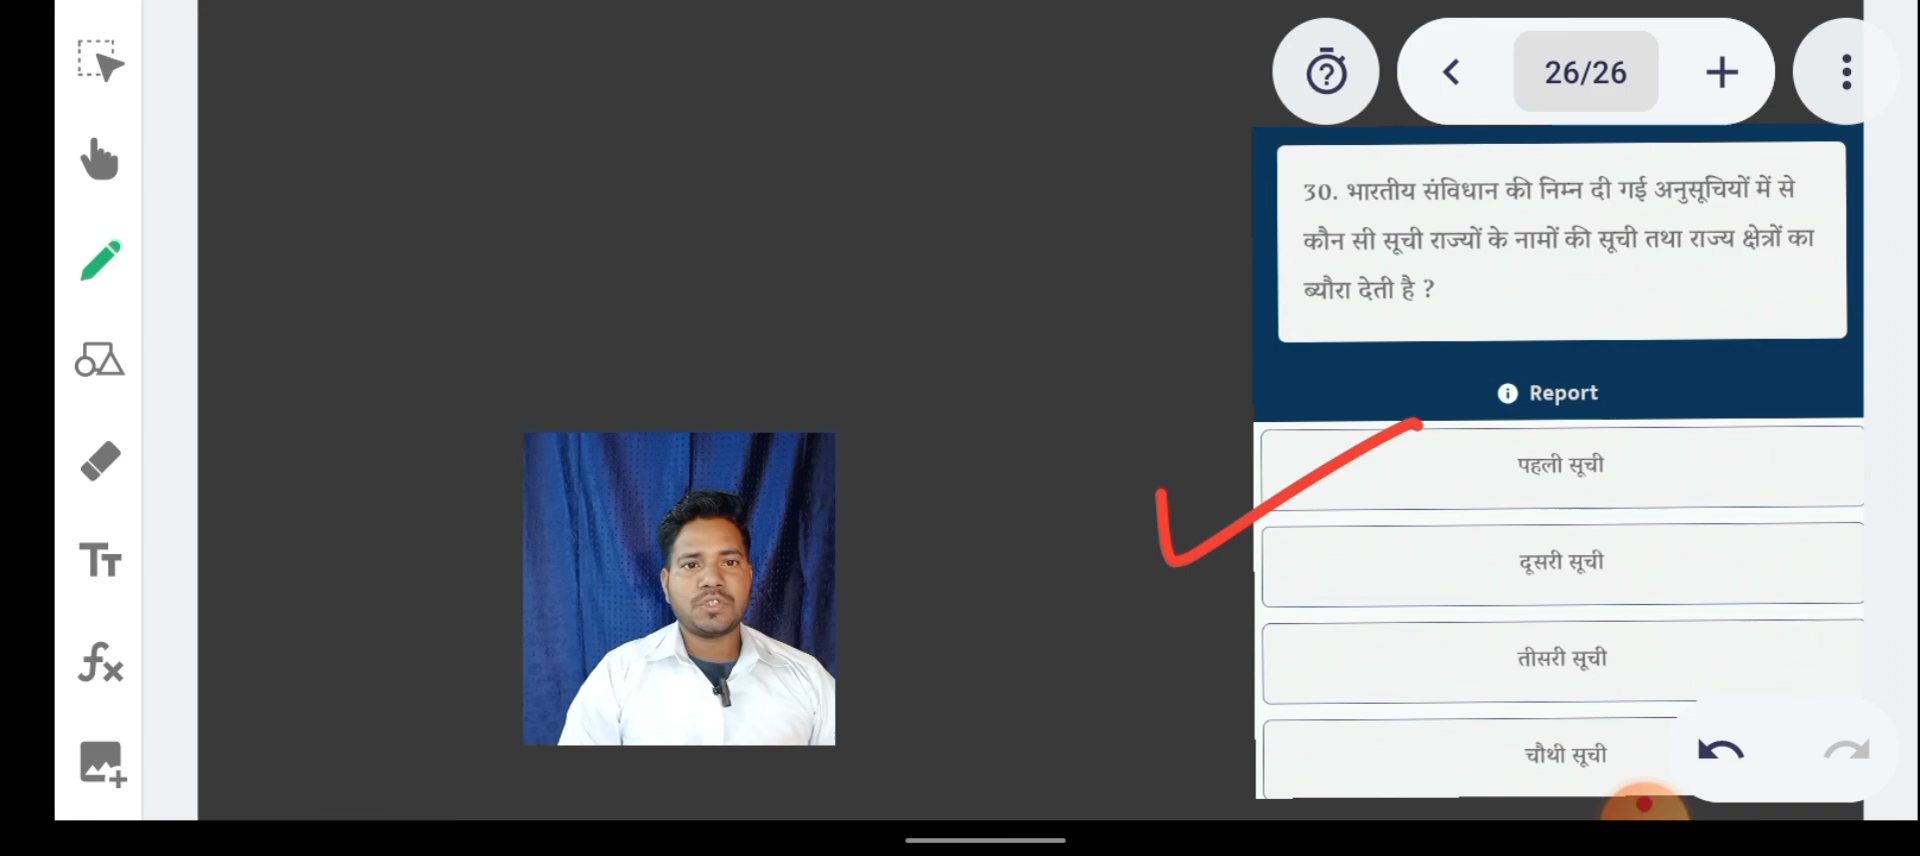 26/26
30. भारतीय संविधान की निम्न दी गई अनुसूचियों में से
कौन सी सूची राज्यों के नामों की सूची तथा राज्य क्षेत्रों का
ब्यौरा देती है ?
Report
पहली सूची
दूसरी सूची
तीसरी सूची
चौथी सूची